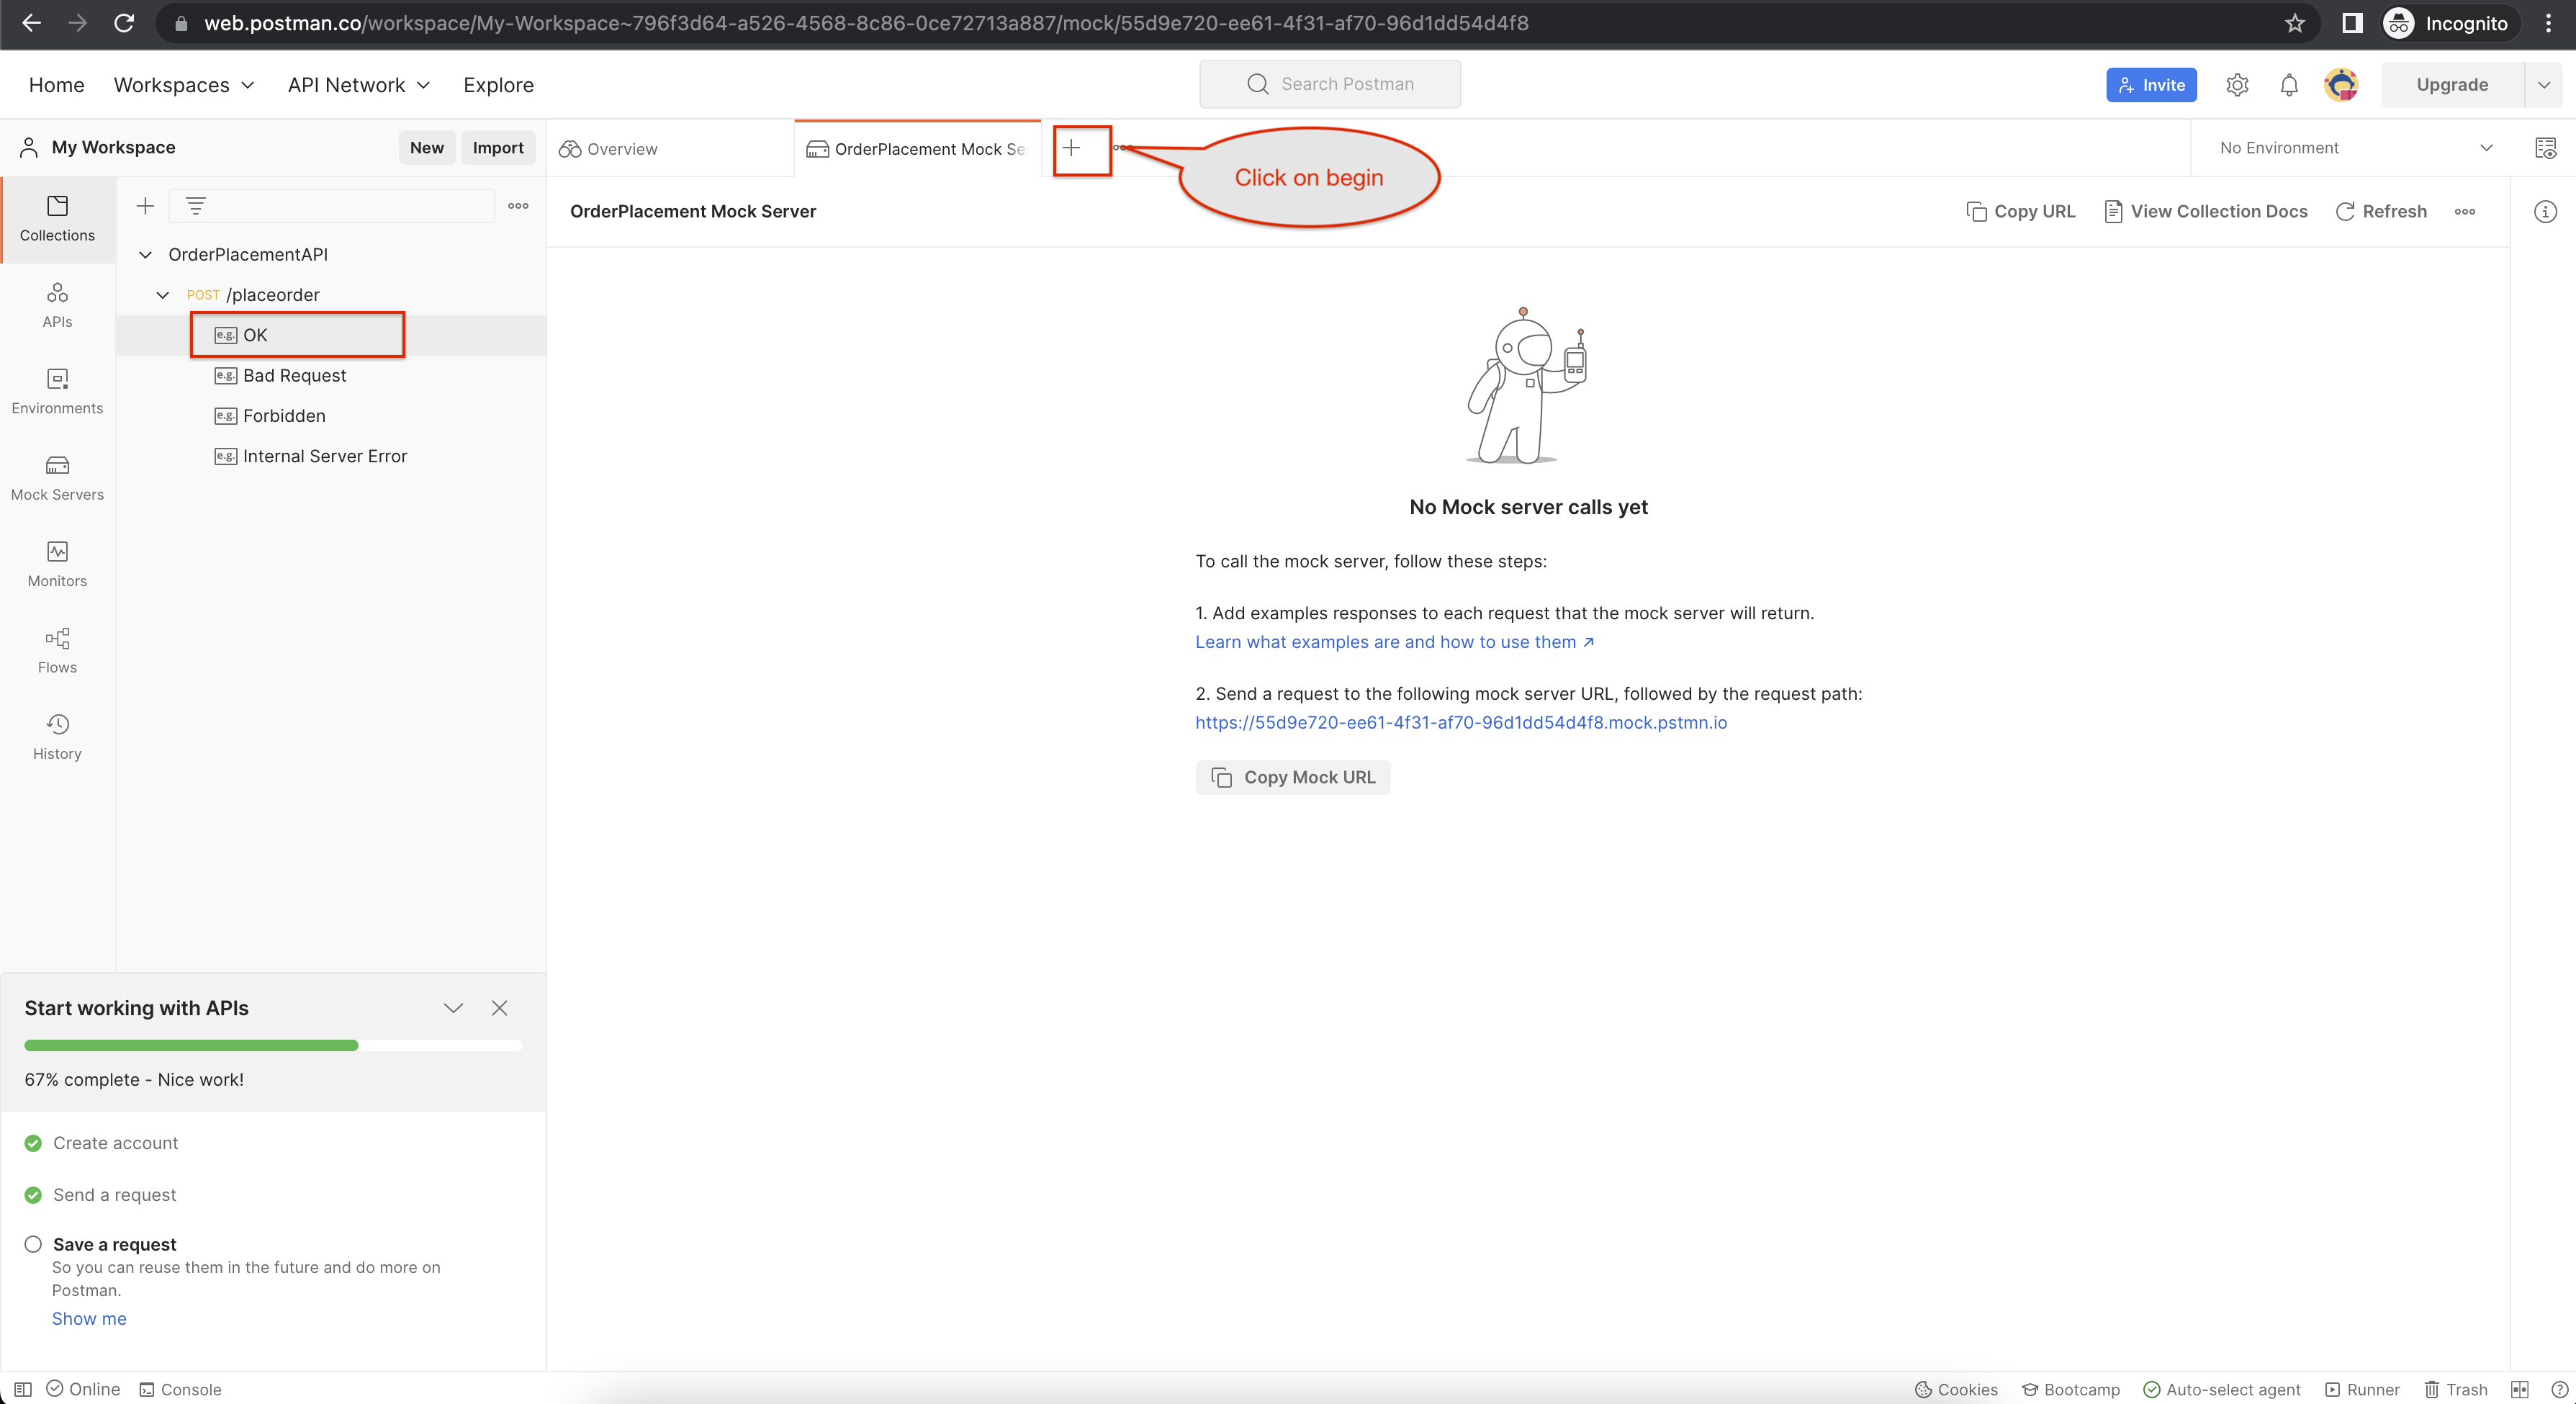 web.postman.co/workspace/My-Workspace~796f3d64-a526-4568-8c86-0ce72713a887/mock/55d9e720-ee61-4f31-af70-96d1dd54d4f8
Incognito
Home
Workspaces
API Network
Explore
Search Postman
Invite
Upgrade
My Workspace
New
Import
Overview
OrderPlacement Mock Se
Click on begin
No Environment
Collections
OrderPlacement Mock Server
Copy URL
View Collection Docs
Refresh
OrderPlacementAPI
POST /placeorder
e.g. OK
e.g. Bad Request
e.g. Forbidden
e.g. Internal Server Error
APIs
Environments
Mock Servers
Monitors
Flows
History
No Mock server calls yet
To call the mock server, follow these steps:
1. Add examples responses to each request that the mock server will return.
Learn what examples are and how to use them ↗
2. Send a request to the following mock server URL, followed by the request path:
https://55d9e720-ee61-4f31-af70-96d1dd54d4f8.mock.pstmn.io
Copy Mock URL
Start working with APIs
67% complete - Nice work!
Create account
Send a request
Save a request
So you can reuse them in the future and do more on
Postman.
Show me
Online
Console
Cookies
Bootcamp
Auto-select agent
Runner
Trash